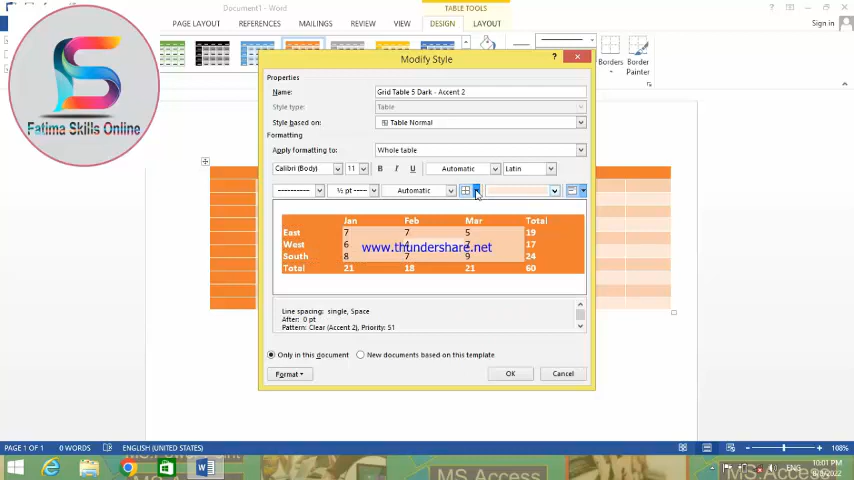 Document1 - Word
TABLE TOOLS
PAGE LAYOUT
REFERENCES
MAILINGS
REVIEW
VIEW
DESIGN
LAYOUT
Sign in
Borders
Border
Painter
Fatima Skills Online
Modify Style
Properties
Name:
Grid Table 5 Dark - Accent 2
Style type:
Table
Style based on:
Table Normal
Formatting
Apply formatting to:
Whole table
Calibri (Body)
11
B
I
U
Automatic
Latin
½ pt
Automatic
Jan Feb Mar Total
East 7 7 5 19
West 6 4 7 17
www.thundershare.net
South 8 7 9 24
Total 21 18 21 60
Line spacing: single, Space
After: 0 pt
Pattern: Clear (Accent 2), Priority: 51
Only in this document
New documents based on this template
Format
OK
Cancel
PAGE 1 OF 1
0 WORDS
ENGLISH (UNITED STATES)
108%
ENG
10:01 PM
MS.Access
MS.Access